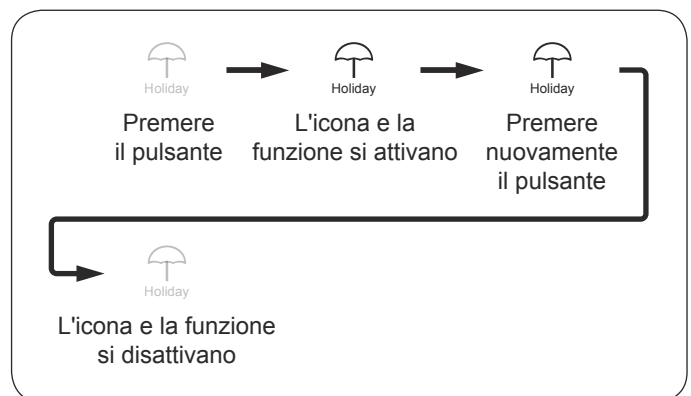 Holiday
Premere
il pulsante
Holiday
L'icona e la
funzione si attivano
Holiday
Premere
nuovamente
il pulsante
Holiday
L'icona e la funzione
si disattivano